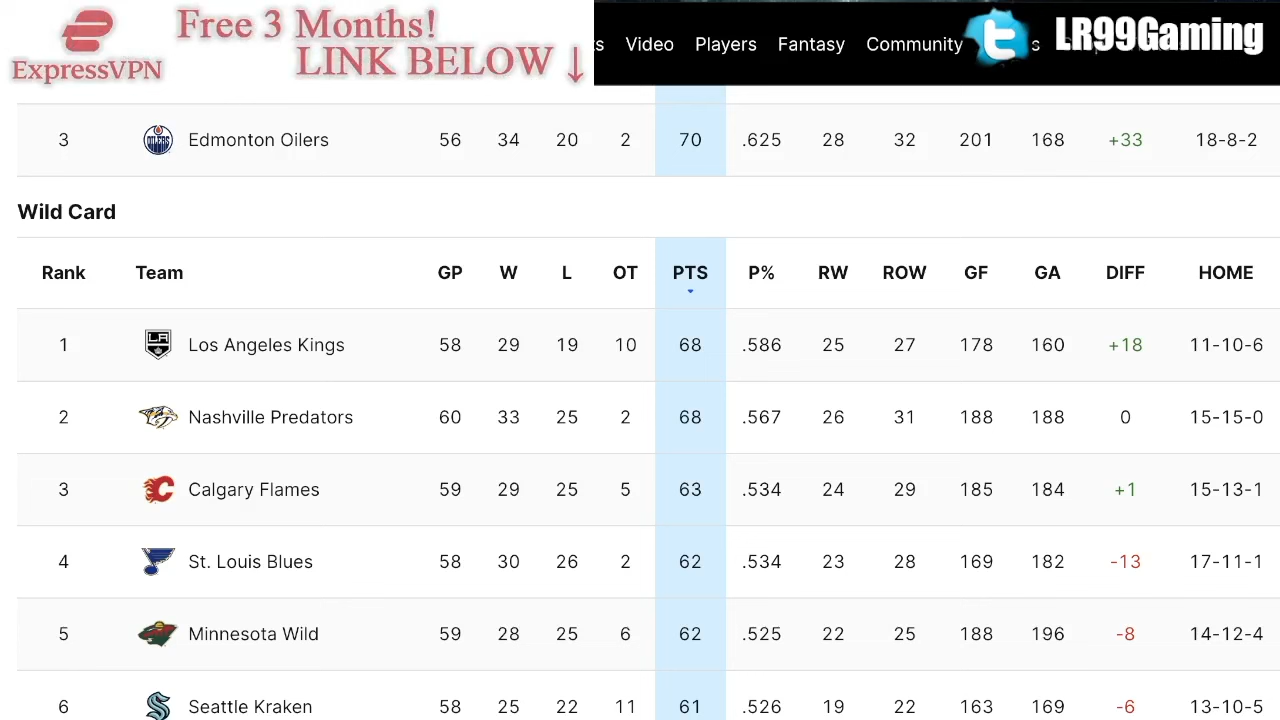 ExpressVPN
Free 3 Months!
LINK BELOW ↓
Video Players Fantasy Community
LR99Gaming
3 OILERS Edmonton Oilers 56 34 20 2 70 .625 28 32 201 168 +33 18-8-2
Wild Card
Rank Team GP W L OT PTS P% RW ROW GF GA DIFF HOME
1 LA Los Angeles Kings 58 29 19 10 68 .586 25 27 178 160 +18 11-10-6
2 Nashville Predators 60 33 25 2 68 .567 26 31 188 188 0 15-15-0
3 Calgary Flames 59 29 25 5 63 .534 24 29 185 184 +1 15-13-1
4 St. Louis Blues 58 30 26 2 62 .534 23 28 169 182 -13 17-11-1
5 Minnesota Wild 59 28 25 6 62 .525 22 25 188 196 -8 14-12-4
6 Seattle Kraken 58 25 22 11 61 .526 19 22 163 169 -6 13-10-5